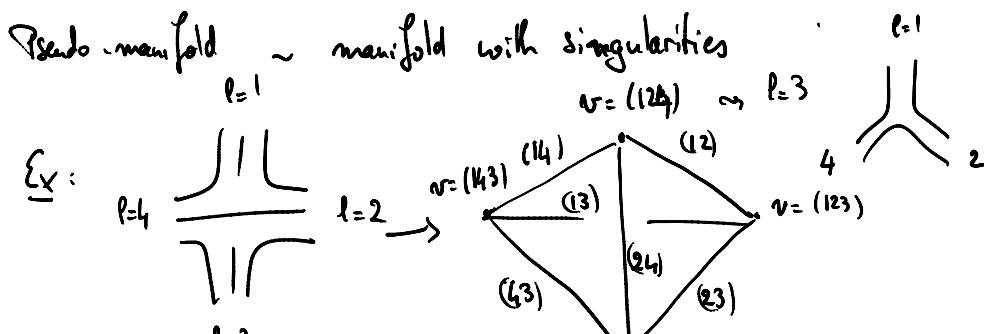 Pseudo-manifold ~ manifold with singularities
l=1
l=1
v=(124) ⇝ l=3
Ex:
(14)
(12)
4
2
v=(143)
(13)
v=(123)
l=4
l=2
(24)
(43)
(23)